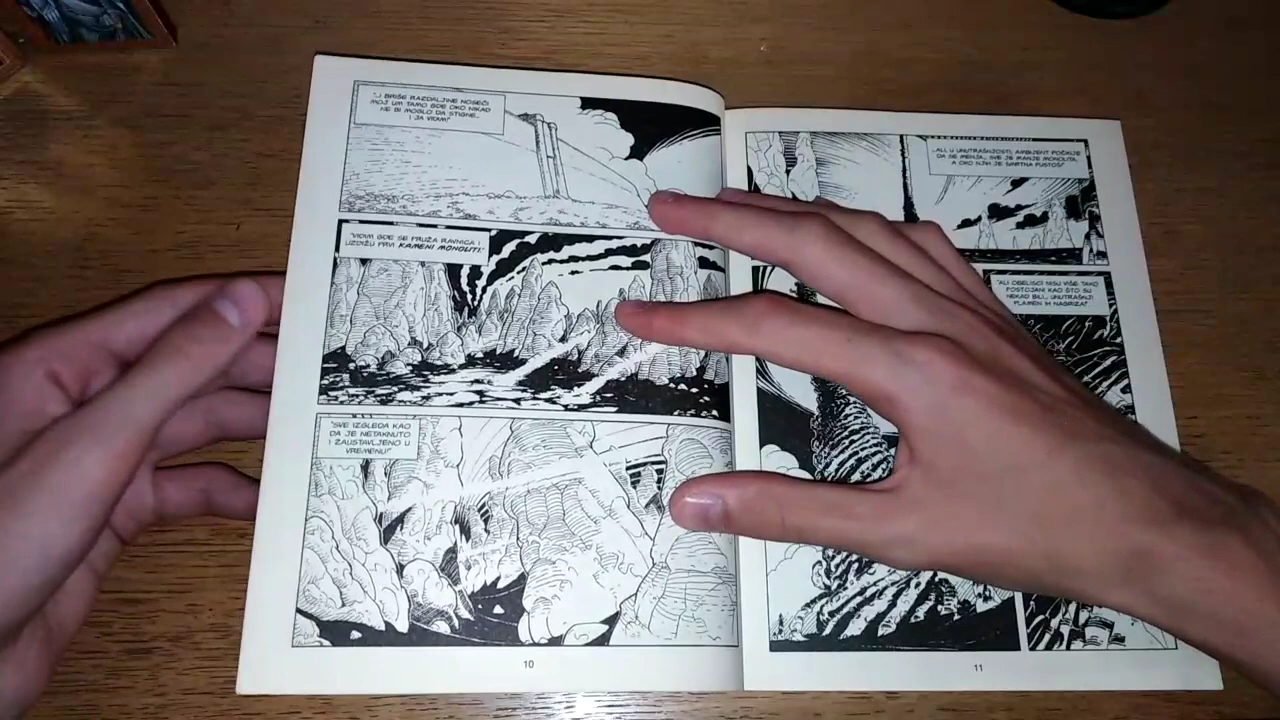 "...I BRIŠE RAZDALJINE NOSEĆI
MOJ UM TAMO GDE OKO NIKAD
NE BI MOGLO DA STIGNE...
I JA VIDIM!"
"VIDIM GDE SE PRUŽA RAVNICA I
UZDIŽU PRVI KAMENI MONOLITI!"
"SVE IZGLEDA KAO
DA JE NETAKNUTO
I ZAUSTAVLJENO U
VREMENU!"
10
"...ALI, U UNUTRAŠNJOSTI, AMBIJENT POČINJE
DA SE MENJA, SVE JE MANJE MONOLITA,
A OKO NJIH JE SMRTNA PUSTOŠ!"
"ALI OBELISCI NISU VIŠE TAKO
POSTOJANI KAO ŠTO SU
NEKAD BILI... UNUTRAŠNJI
PLAMEN IH NAGRIZA!"
11